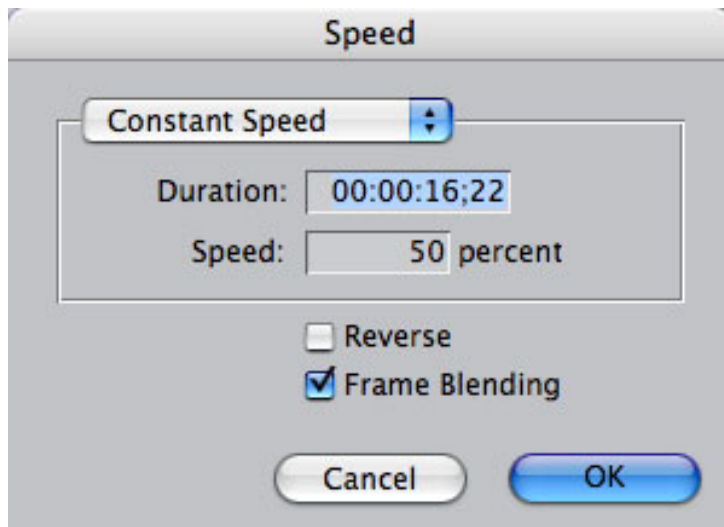 Speed
Constant Speed
Duration: 00:00:16;22
Speed: 50 percent
Reverse
Frame Blending
Cancel OK